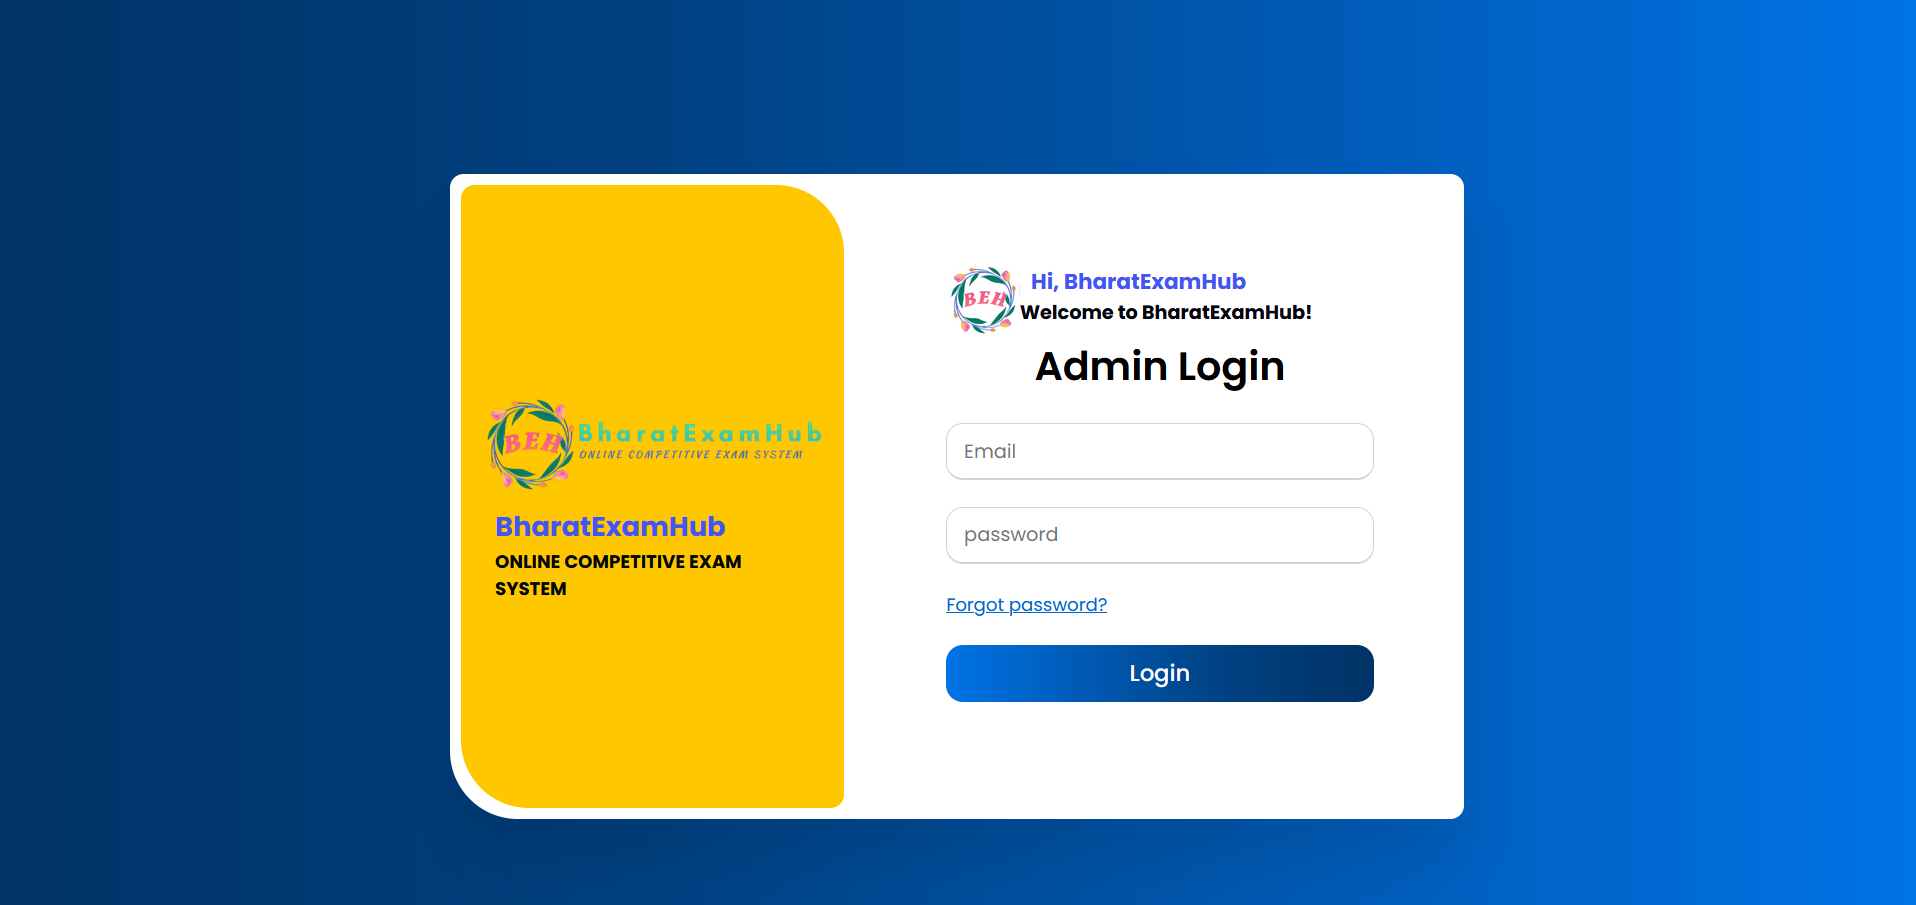 BEH
BharatExamHub
ONLINE COMPETITIVE EXAM SYSTEM
BharatExamHub
ONLINE COMPETITIVE EXAM
SYSTEM
BEH
Hi, BharatExamHub
Welcome to BharatExamHub!
Admin Login
Email
password
Forgot password?
Login